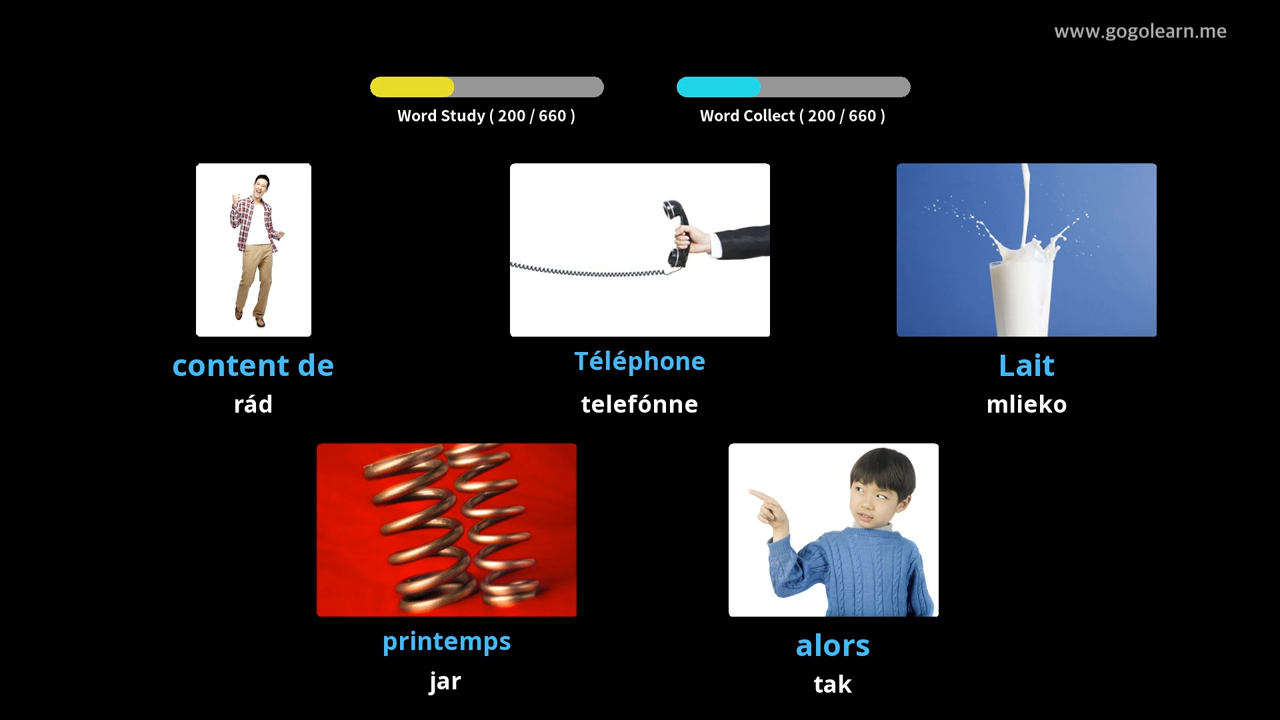 www.gogolearn.me
Word Study ( 200 / 660 )
Word Collect ( 200 / 660 )
content de
rád
Téléphone
telefónne
Lait
mlieko
printemps
jar
alors
tak